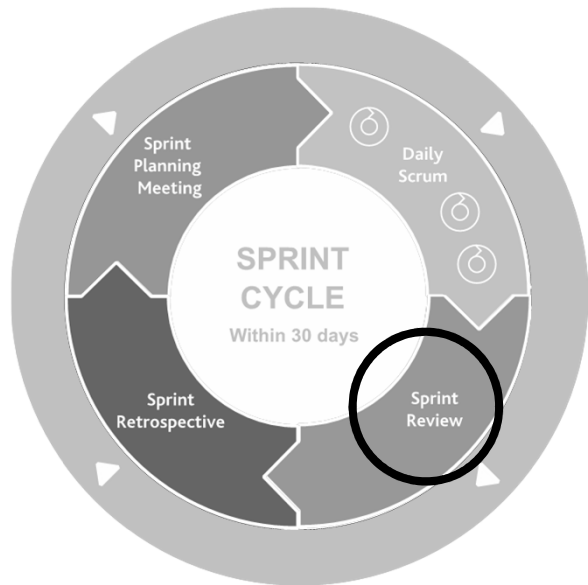 Sprint
Planning
Meeting
Daily
Scrum
SPRINT
CYCLE
Within 30 days
Sprint
Retrospective
Sprint
Review